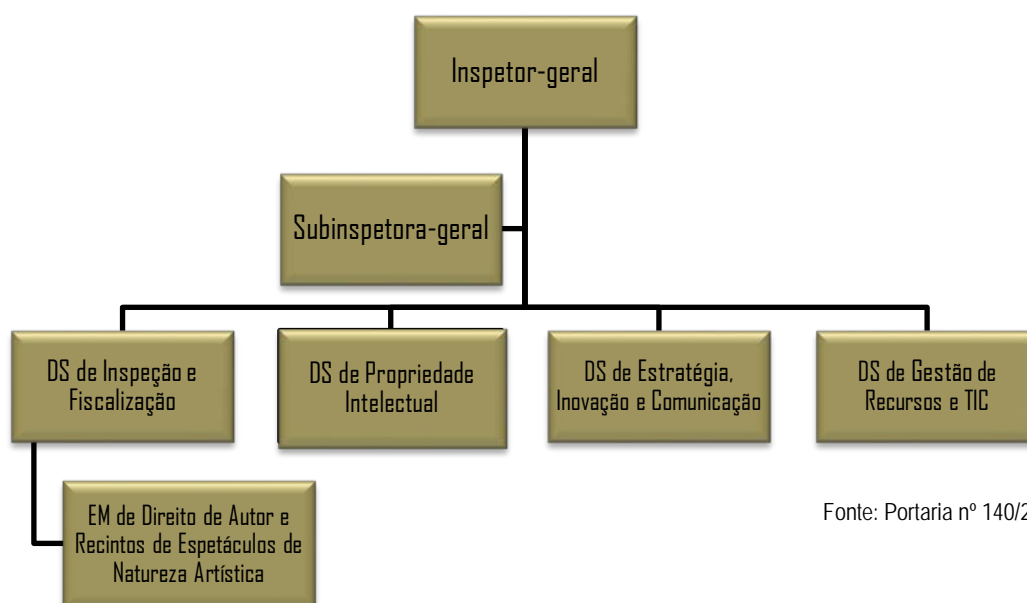 Inspetor-geral
Subinspetora-geral
DS de Inspeção e
Fiscalização
DS de Propriedade
Intelectual
DS de Estratégia,
Inovação e Comunicação
DS de Gestão de
Recursos e TIC
EM de Direito de Autor e
Recintos de Espetáculos de
Natureza Artística
Fonte: Portaria nº 140/2